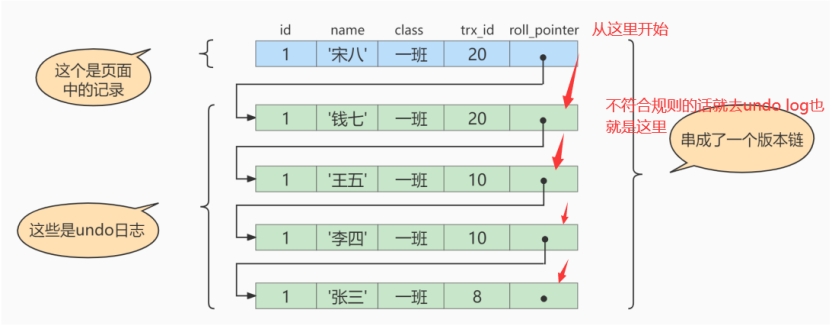 id name class trx_id roll_pointer
从这里开始
1 '宋八' 一班 20
这个是页面
中的记录
不符合规则的话就去undo log也
就是这里
1 '钱七' 20 一班
串成了一个版本链
1 '王五' 一班 10
这些是undo日志
1 '李四' 一班 10
1 '张三' 一班 8